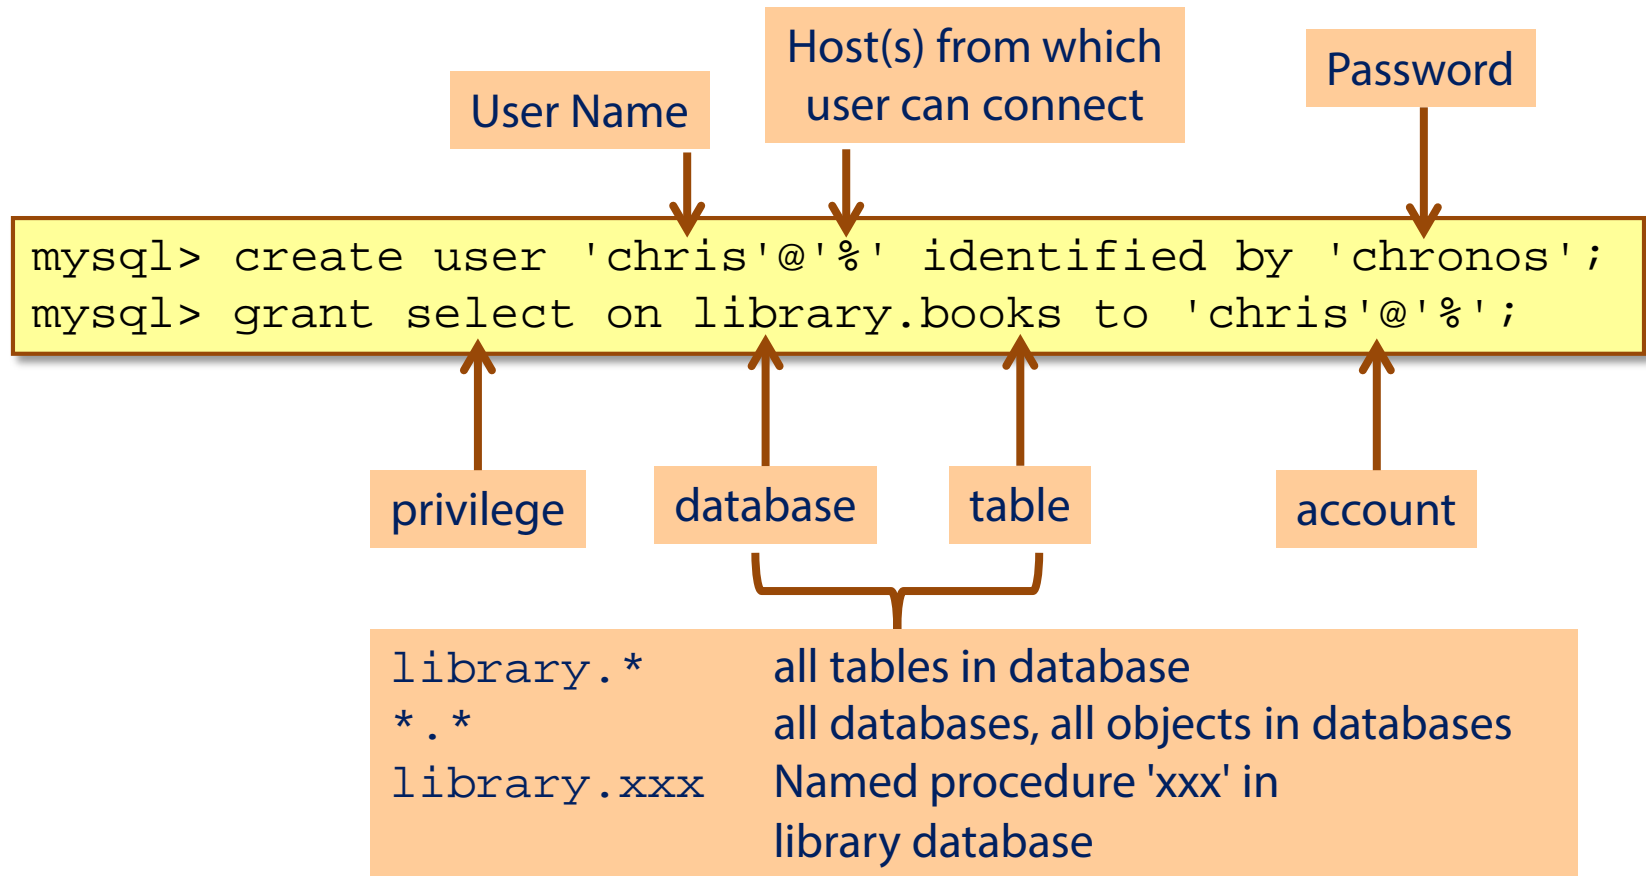 Host(s) from which
user can connect
Password
User Name
mysql> create user 'chris'@'%' identified by 'chronos';
mysql> grant select on library.books to 'chris'@'%';
privilege
database
table
account
library.* all tables in database
*.* all databases, all objects in databases
library.xxx Named procedure 'xxx' in
library database